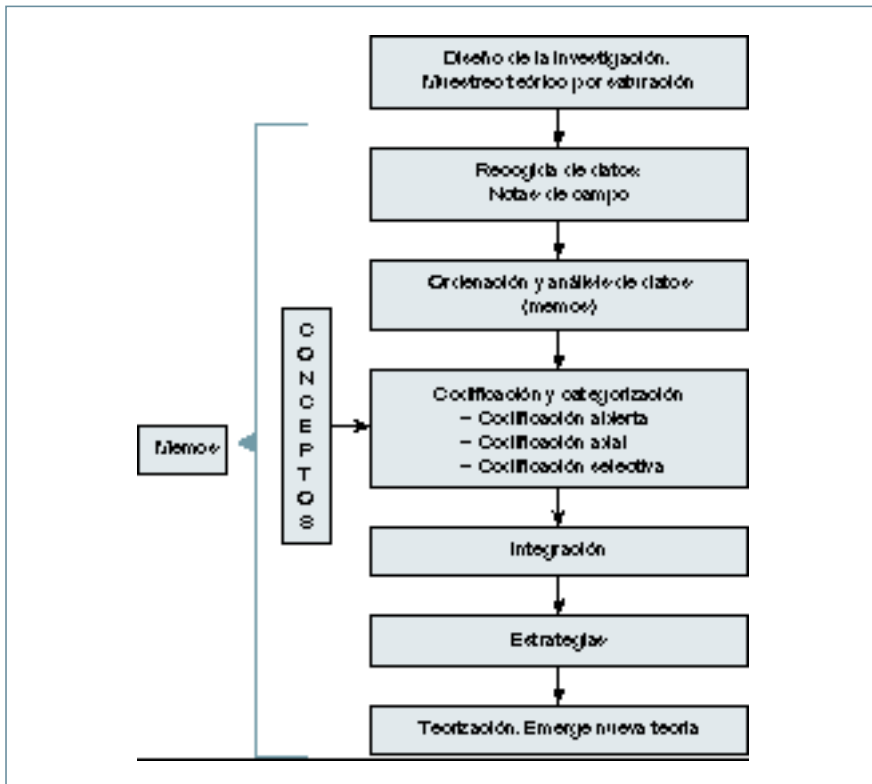 Diseño de la investigación.
Muestreo teórico por saturación
Recogida de datos
Notas de campo
Ordenación y análisis de datos
(memos)
CONCEPTOS
Codificación y categorización
– Codificación abierta
– Codificación axial
– Codificación selectiva
Memos
Integración
Estrategias
Teorización. Emerge nueva teoría